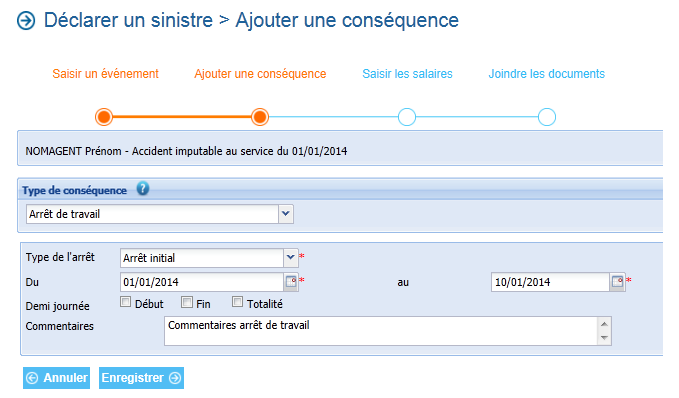 Déclarer un sinistre > Ajouter une conséquence
Saisir un événement Ajouter une conséquence Saisir les salaires Joindre les documents
NOMAGENT Prénom - Accident imputable au service du 01/01/2014
Type de conséquence ?
Arrêt de travail
Type de l'arrêt Arrêt initial *
Du 01/01/2014 * au 10/01/2014 *
Demi journée Début Fin Totalité
Commentaires Commentaires arrêt de travail
Annuler Enregistrer